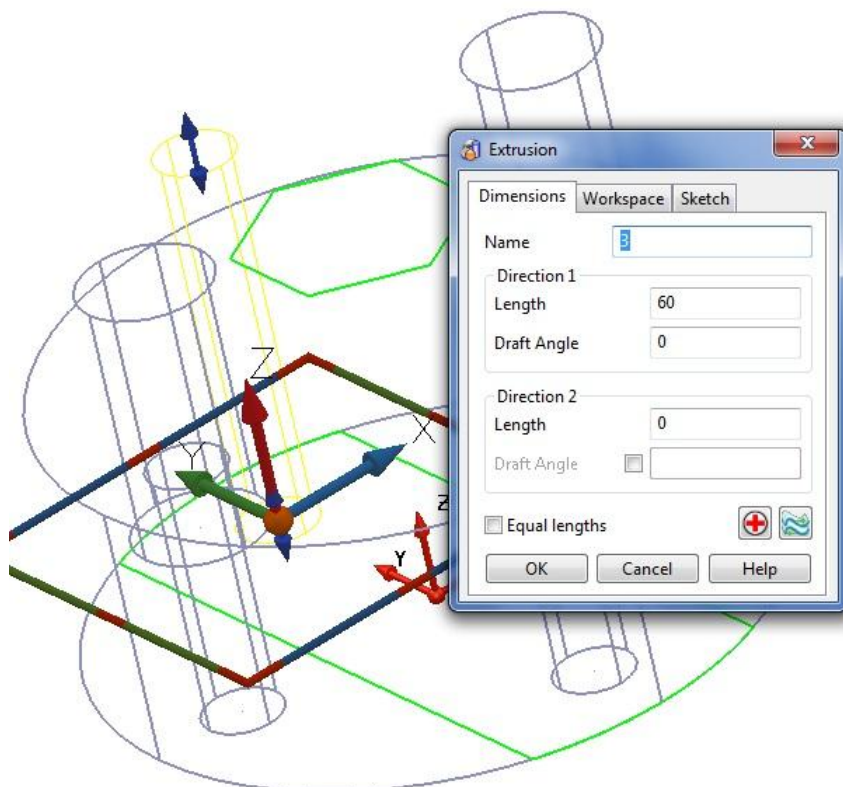 Extrusion
Dimensions Workspace Sketch
Name 3
Direction 1
Length 60
Draft Angle 0
Direction 2
Length 0
Draft Angle
Equal lengths
OK Cancel Help
Z
X
Y
Z
Y